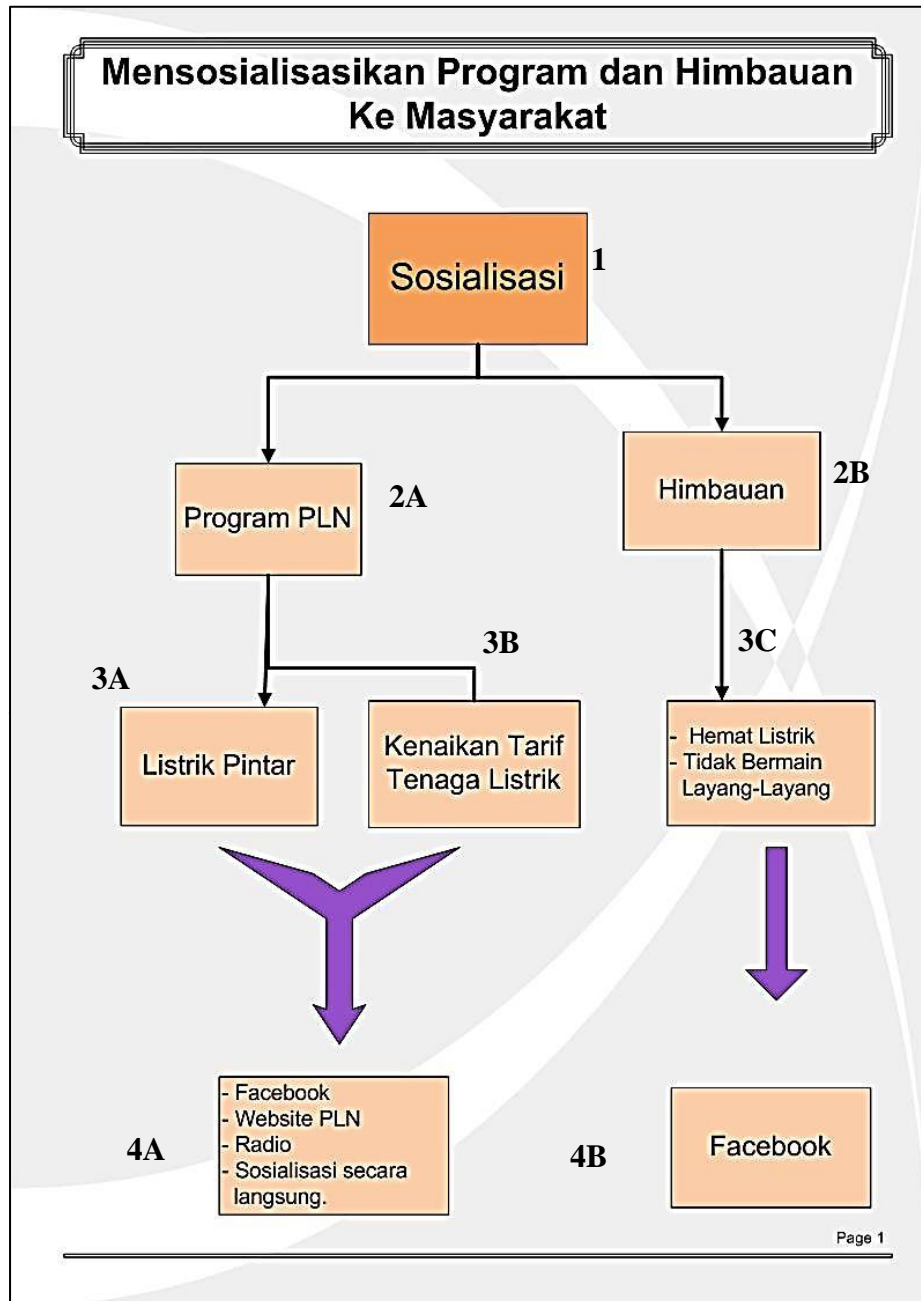 Mensosialisasikan Program dan Himbauan
Ke Masyarakat
Sosialisasi
1
Program PLN
2A
Himbauan
2B
3A
Listrik Pintar
3B
Kenaikan Tarif
Tenaga Listrik
3C
- Hemat Listrik
- Tidak Bermain
Layang-Layang
4A
- Facebook
- Website PLN
- Radio
- Sosialisasi secara
langsung.
4B
Facebook
Page 1